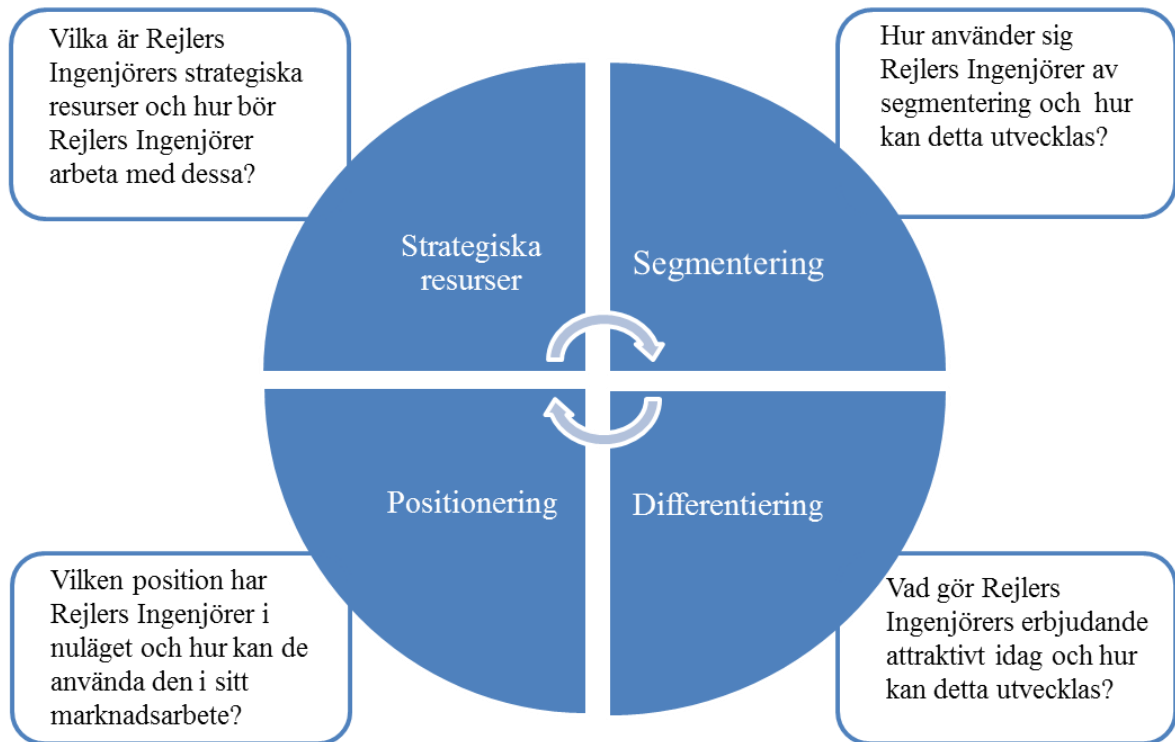 Vilka är Rejlers
Ingenjörers strategiska
resurser och hur bör
Rejlers Ingenjörer
arbeta med dessa?
Hur använder sig
Rejlers Ingenjörer av
segmentering och hur
kan detta utvecklas?
Strategiska
resurser
Segmentering
Positionering
Differentiering
Vilken position har
Rejlers Ingenjörer i
nuläget och hur kan de
använda den i sitt
marknadsarbete?
Vad gör Rejlers
Ingenjörers erbjudande
attraktivt idag och hur
kan detta utvecklas?